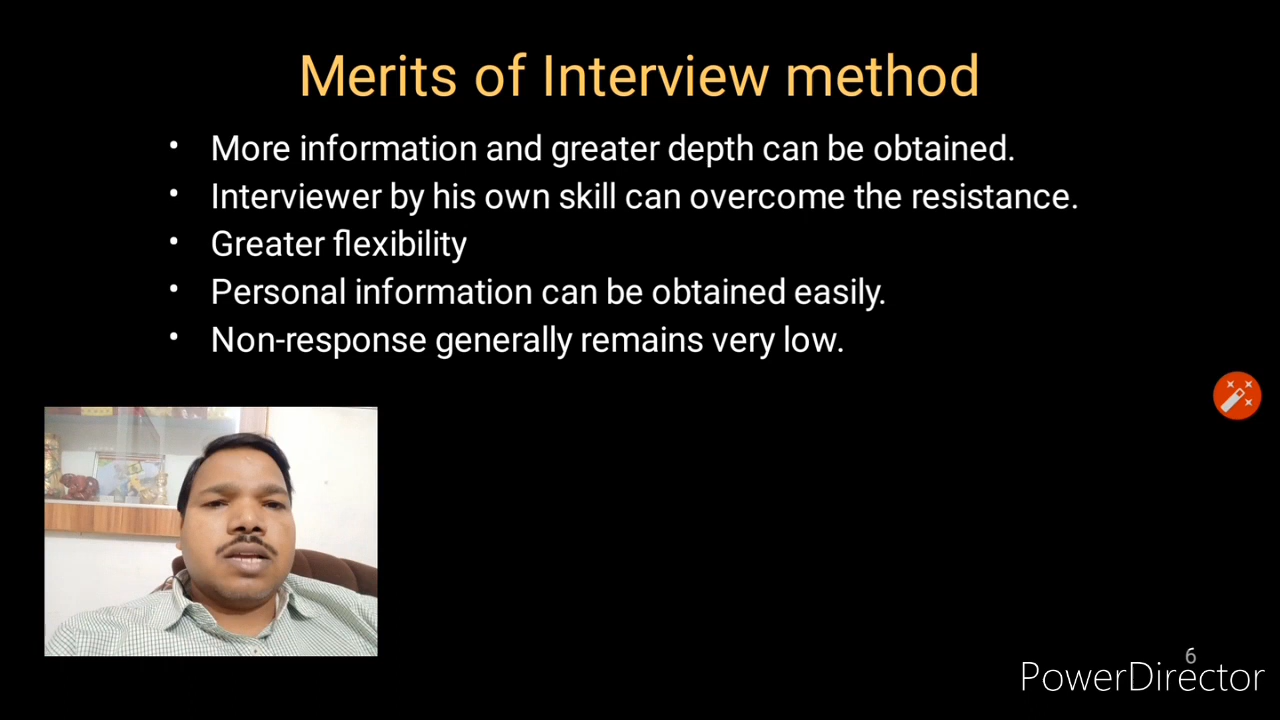 Merits of Interview method
• More information and greater depth can be obtained.
• Interviewer by his own skill can overcome the resistance.
• Greater flexibility
• Personal information can be obtained easily.
• Non-response generally remains very low.
6
PowerDirector